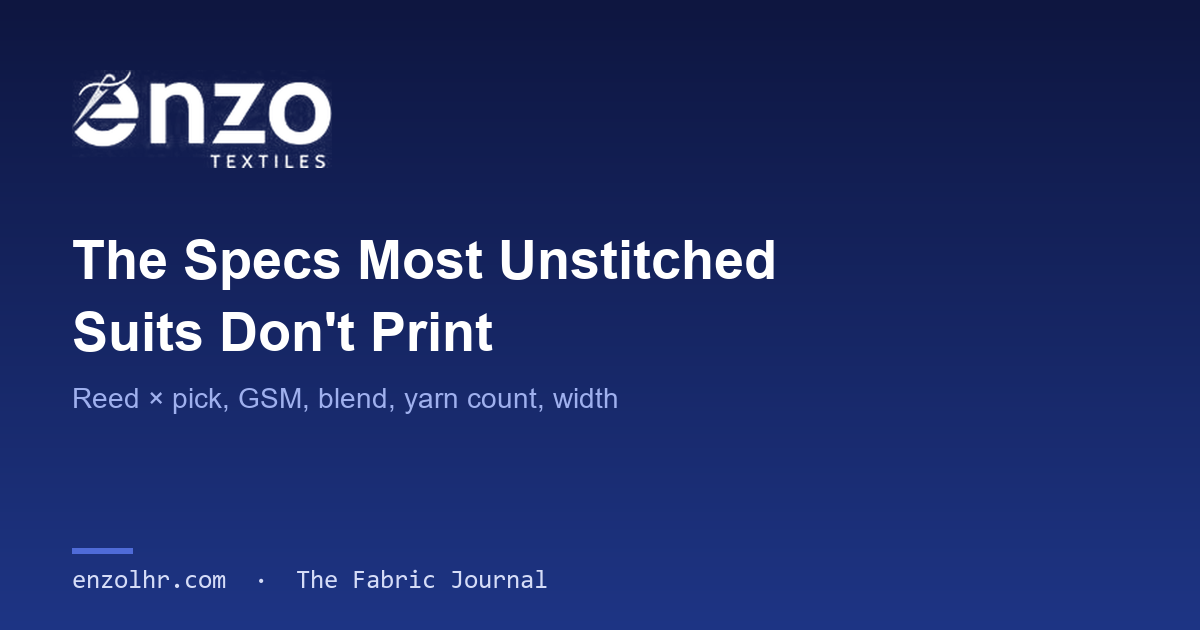 enzo
TEXTILES
The Specs Most Unstitched
Suits Don't Print
Reed × pick, GSM, blend, yarn count, width
enzolhr.com · The Fabric Journal